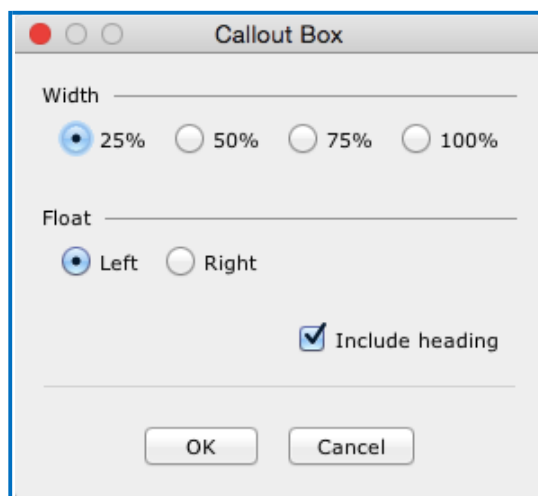 Callout Box
Width
25% 50% 75% 100%
Float
Left Right
Include heading
OK Cancel